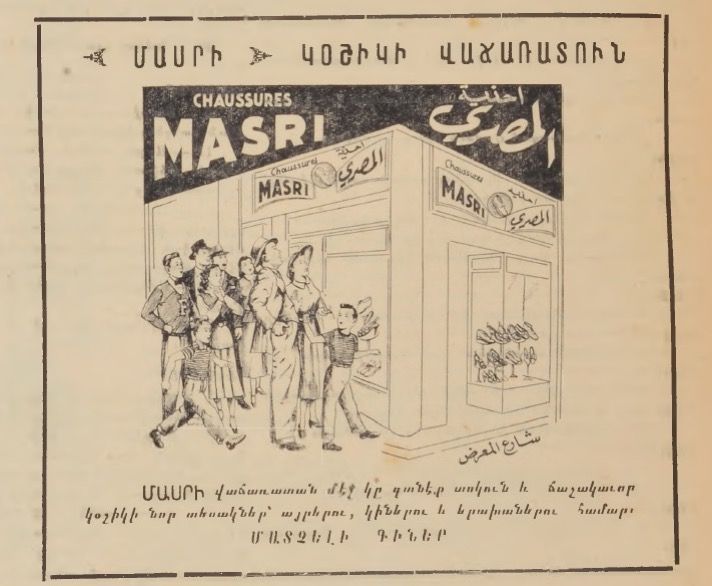 ՄԱՍՐԻ ԿՕՇԻԿԻ ՎԱՃԱՌԱՏՈՒՆ
CHAUSSURES
MASRI
احذية
المصري
Chaussures
MASRI
احذية
المصري
Chaussures
MASRI
احذية
المصري
شارع المعرض
ՄԱՍՐԻ վաճառատան մէջ կը գտնէք տոկուն և ճաշակաւոր
կօշիկի նոր տեսակներ՝ այրերու, կիներու և երախաներու համար։
ՄԱՏՉԵԼԻ ԳԻՆԵՐ